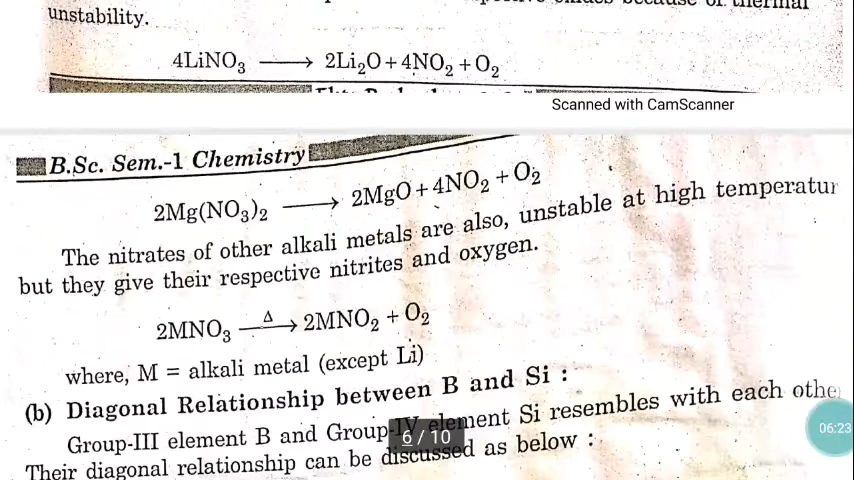 unstability.
4LiNO₃ ⟶ 2Li₂O + 4NO₂ + O₂
Scanned with CamScanner
B.Sc. Sem.-1 Chemistry
2Mg(NO₃)₂ ⟶ 2MgO + 4NO₂ + O₂
The nitrates of other alkali metals are also, unstable at high temperatur
but they give their respective nitrites and oxygen.
2MNO₃ —Δ→ 2MNO₂ + O₂
where, M = alkali metal (except Li)
(b) Diagonal Relationship between B and Si :
Group-III element B and Group-IV element Si resembles with each othe
6 / 10
06:23
Their diagonal relationship can be discussed as below :